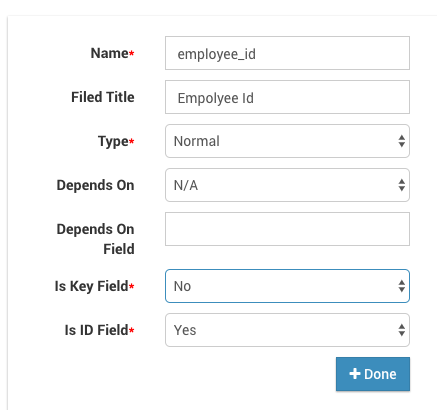 Name* employee_id
Filed Title Empolyee Id
Type* Normal
Depends On N/A
Depends On
Field
Is Key Field* No
Is ID Field* Yes
+ Done